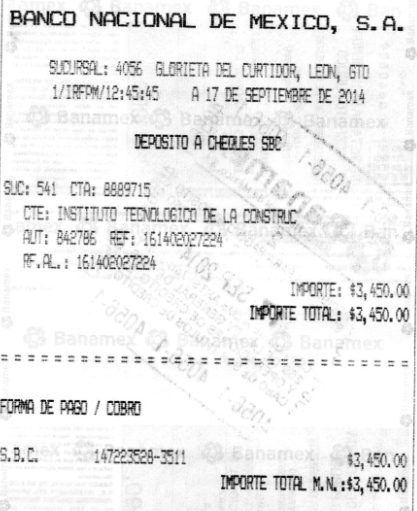 BANCO NACIONAL DE MEXICO, S.A.
SUCURSAL: 4056 GLORIETA DEL CURTIDOR, LEON, GTO
1/IRFPM/12:45:45 A 17 DE SEPTIEMBRE DE 2014
DEPOSITO A CHEQUES SBC
SUC: 541 CTA: 8889715
CTE: INSTITUTO TECNOLOGICO DE LA CONSTRUC
AUT: 842786 REF: 161402027224
RF.AL.: 161402027224
IMPORTE: $3,450.00
IMPORTE TOTAL: $3,450.00
= = = = = = = = = = = = = = = = = = = = = = = = = = = = = =
FORMA DE PAGO / COBRO
S.B.C. 147223528-3511 $3,450.00
IMPORTE TOTAL M.N.:$3,450.00